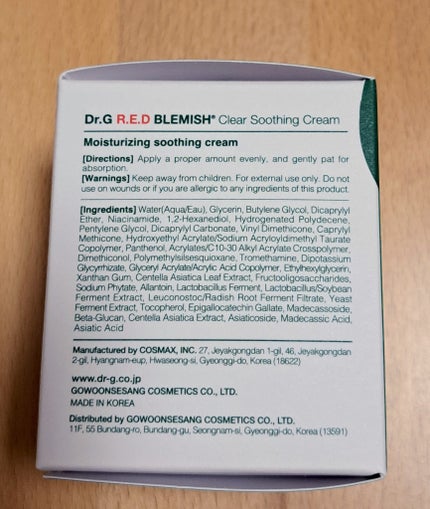 Dr.G R.E.D BLEMISH® Clear Soothing Cream
Moisturizing soothing cream
[Directions] Apply a proper amount evenly, and gently pat for
absorption.
[Warnings] Keep away from children. For external use only. Do not
use on wounds or if you are allergic to any ingredients of this product.
[Ingredients] Water(Aqua/Eau), Glycerin, Butylene Glycol, Dicaprylyl
Ether, Niacinamide, 1,2-Hexanediol, Hydrogenated Polydecene,
Pentylene Glycol, Dicaprylyl Carbonate, Vinyl Dimethicone, Caprylyl
Methicone, Hydroxyethyl Acrylate/Sodium Acryloyldimethyl Taurate
Copolymer, Panthenol, Acrylates/C10-30 Alkyl Acrylate Crosspolymer,
Dimethiconol, Polymethylsilsesquioxane, Tromethamine, Dipotassium
Glycyrrhizate, Glyceryl Acrylate/Acrylic Acid Copolymer, Ethylhexylglycerin,
Xanthan Gum, Centella Asiatica Leaf Extract, Fructooligosaccharides,
Sodium Phytate, Allantoin, Lactobacillus Ferment, Lactobacillus/Soybean
Ferment Extract, Leuconostoc/Radish Root Ferment Filtrate, Yeast
Ferment Extract, Tocopherol, Epigallocatechin Gallate, Madecassoside,
Beta-Glucan, Centella Asiatica Extract, Asiaticoside, Madecassic Acid,
Asiatic Acid
Manufactured by COSMAX, INC. 27, Jeyakgongdan 1-gil, 46, Jeyakgongdan
2-gil, Hyangnam-eup, Hwaseong-si, Gyeonggi-do, Korea (18622)
www.dr-g.co.jp
GOWOONSESANG COSMETICS CO., LTD.
MADE IN KOREA
Distributed by GOWOONSESANG COSMETICS CO., LTD.
11F, 55 Bundang-ro, Bundang-gu, Seongnam-si, Gyeonggi-do, Korea (13591)